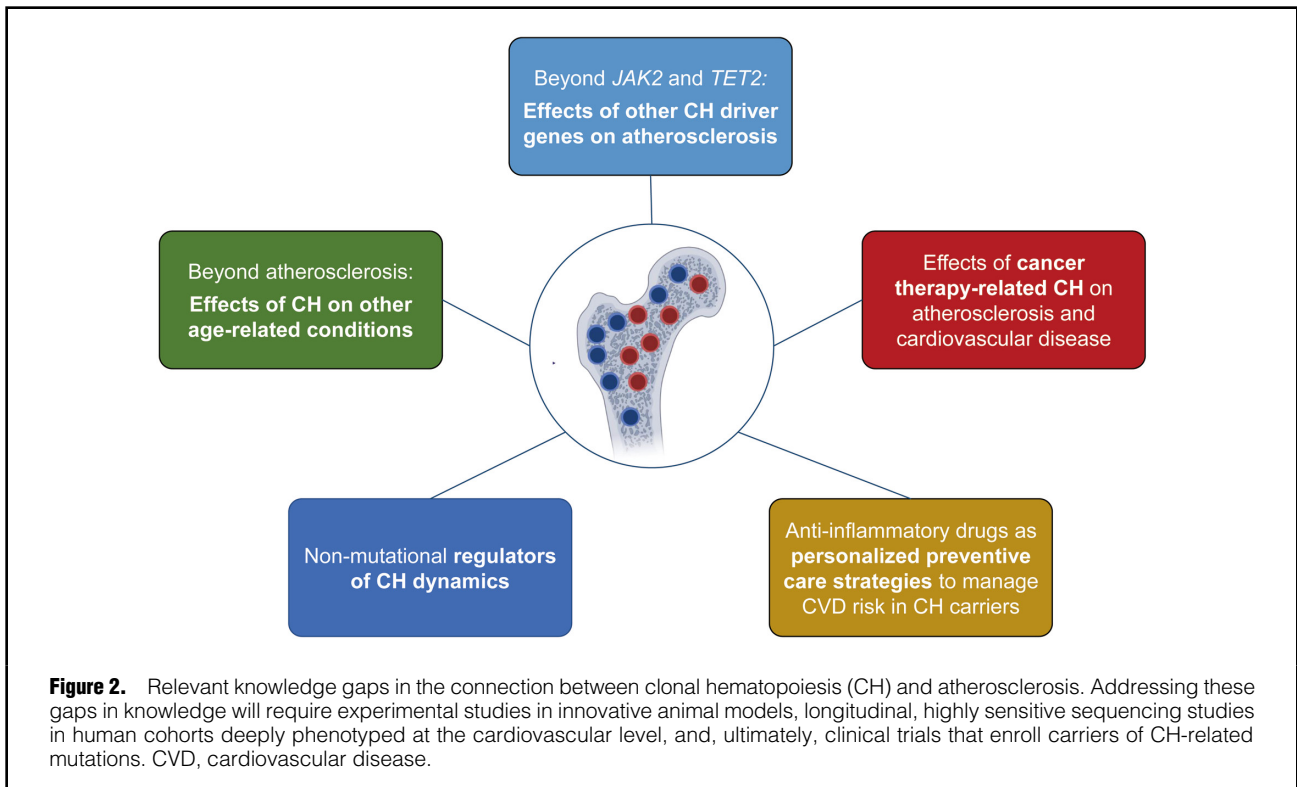 Beyond JAK2 and TET2:
Effects of other CH driver
genes on atherosclerosis
Beyond atherosclerosis:
Effects of CH on other
age-related conditions
Effects of cancer
therapy-related CH on
atherosclerosis and
cardiovascular disease
Non-mutational regulators
of CH dynamics
Anti-inflammatory drugs as
personalized preventive
care strategies to manage
CVD risk in CH carriers
Figure 2. Relevant knowledge gaps in the connection between clonal hematopoiesis (CH) and atherosclerosis. Addressing these
gaps in knowledge will require experimental studies in innovative animal models, longitudinal, highly sensitive sequencing studies
in human cohorts deeply phenotyped at the cardiovascular level, and, ultimately, clinical trials that enroll carriers of CH-related
mutations. CVD, cardiovascular disease.